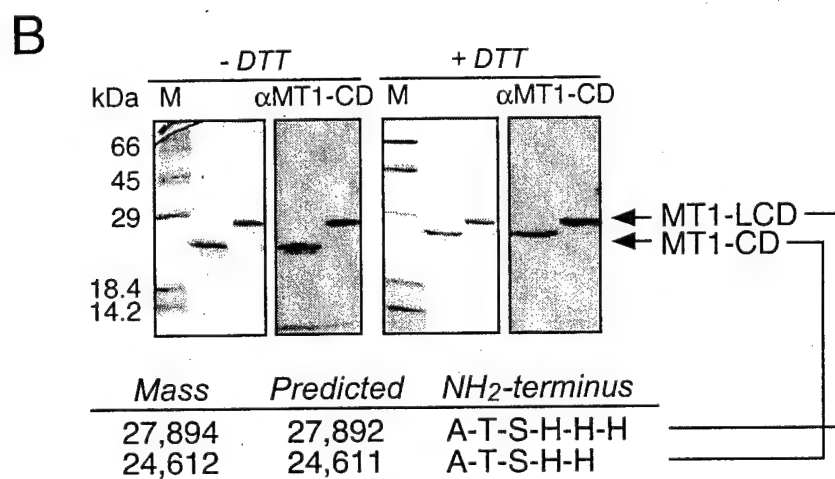 B
- DTT + DTT
kDa M αMT1-CD M αMT1-CD
66
45
29 MT1-LCD
MT1-CD
18.4
14.2
Mass Predicted NH2-terminus
27,894 27,892 A-T-S-H-H-H
24,612 24,611 A-T-S-H-H